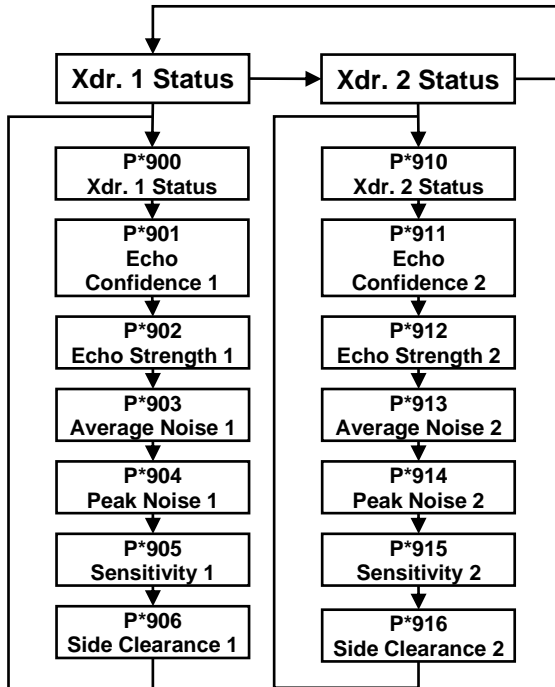 Xdr. 1 Status
Xdr. 2 Status
P*900
Xdr. 1 Status
P*901
Echo
Confidence 1
P*902
Echo Strength 1
P*903
Average Noise 1
P*904
Peak Noise 1
P*905
Sensitivity 1
P*906
Side Clearance 1
P*910
Xdr. 2 Status
P*911
Echo
Confidence 2
P*912
Echo Strength 2
P*913
Average Noise 2
P*914
Peak Noise 2
P*915
Sensitivity 2
P*916
Side Clearance 2